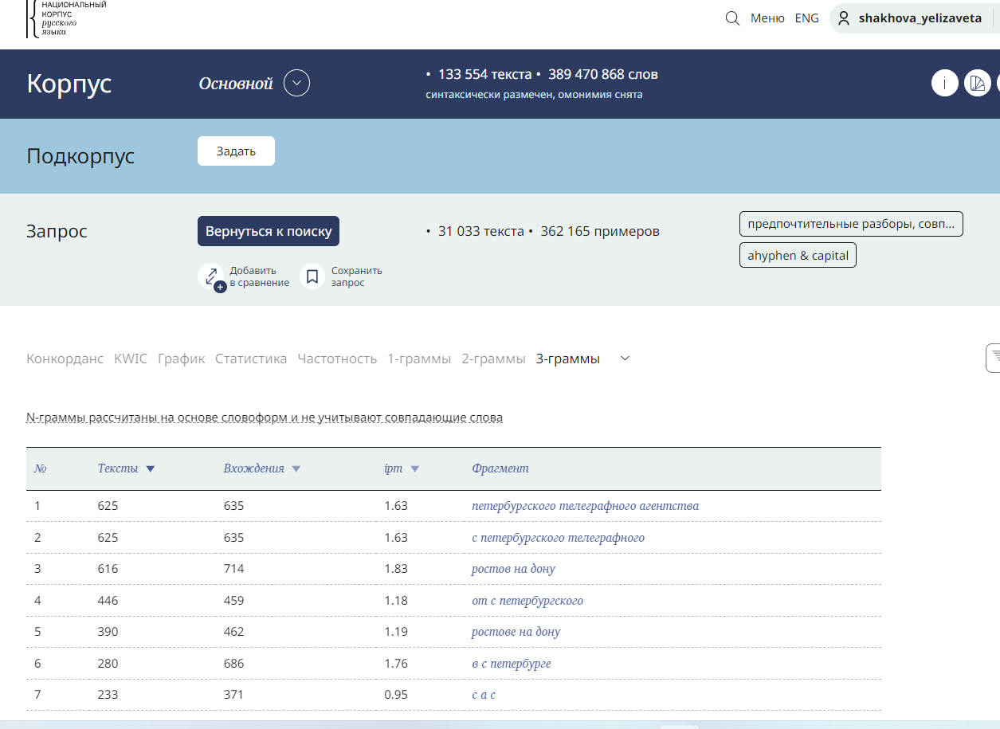 НАЦИОНАЛЬНЫЙ
КОРПУС
русского
языка
Меню ENG shakhova_yelizaveta
Корпус Основной • 133 554 текста • 389 470 868 слов
синтаксически размечен, омонимия снята
i
Подкорпус Задать
Запрос Вернуться к поиску • 31 033 текста • 362 165 примеров
предпочтительные разборы, совп...
ahyphen & capital
Добавить
в сравнение
Сохранить
запрос
Конкорданс KWIC График Статистика Частотность 1-граммы 2-граммы 3-граммы
N-граммы рассчитаны на основе словоформ и не учитывают совпадающие слова
№ Тексты Вхождения ipm Фрагмент
1 625 635 1.63 петербургского телеграфного агентства
2 625 635 1.63 с петербургского телеграфного
3 616 714 1.83 ростов на дону
4 446 459 1.18 от с петербургского
5 390 462 1.19 ростове на дону
6 280 686 1.76 в с петербурге
7 233 371 0.95 с а с